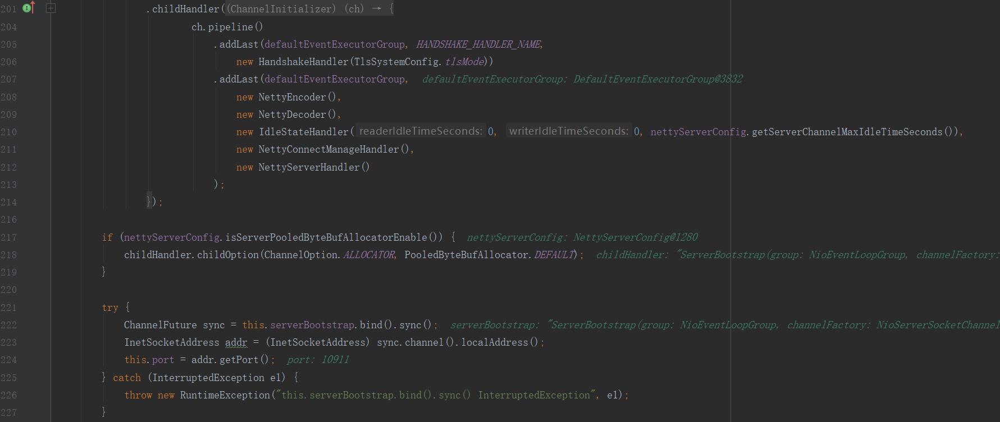 201 .childHandler((ChannelInitializer) (ch) → {
204 ch.pipeline()
205 .addLast(defaultEventExecutorGroup, HANDSHAKE_HANDLER_NAME,
206 new HandshakeHandler(TlsSystemConfig.tlsMode))
207 .addLast(defaultEventExecutorGroup, defaultEventExecutorGroup: DefaultEventExecutorGroup@3832
208 new NettyEncoder(),
209 new NettyDecoder(),
210 new IdleStateHandler( readerIdleTimeSeconds: 0, writerIdleTimeSeconds: 0, nettyServerConfig.getServerChannelMaxIdleTimeSeconds()),
211 new NettyConnectManageHandler(),
212 new NettyServerHandler()
213 );
214 });
216
217 if (nettyServerConfig.isServerPooledByteBufAllocatorEnable()) { nettyServerConfig: NettyServerConfig@1280
218 childHandler.childOption(ChannelOption.ALLOCATOR, PooledByteBufAllocator.DEFAULT); childHandler: "ServerBootstrap(group: NioEventLoopGroup, channelFactory:
219 }
220
221 try {
222 ChannelFuture sync = this.serverBootstrap.bind().sync(); serverBootstrap: "ServerBootstrap(group: NioEventLoopGroup, channelFactory: NioServerSocketChannel
223 InetSocketAddress addr = (InetSocketAddress) sync.channel().localAddress();
224 this.port = addr.getPort(); port: 10911
225 } catch (InterruptedException e1) {
226 throw new RuntimeException("this.serverBootstrap.bind().sync() InterruptedException", e1);
227 }